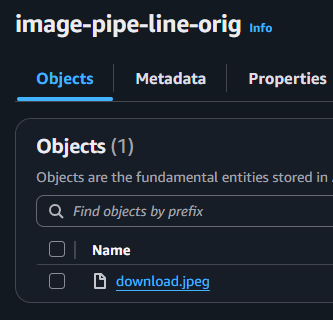 image-pipe-line-orig Info
Objects Metadata Properties
Objects (1)
Objects are the fundamental entities stored in
Find objects by prefix
Name
download.jpeg